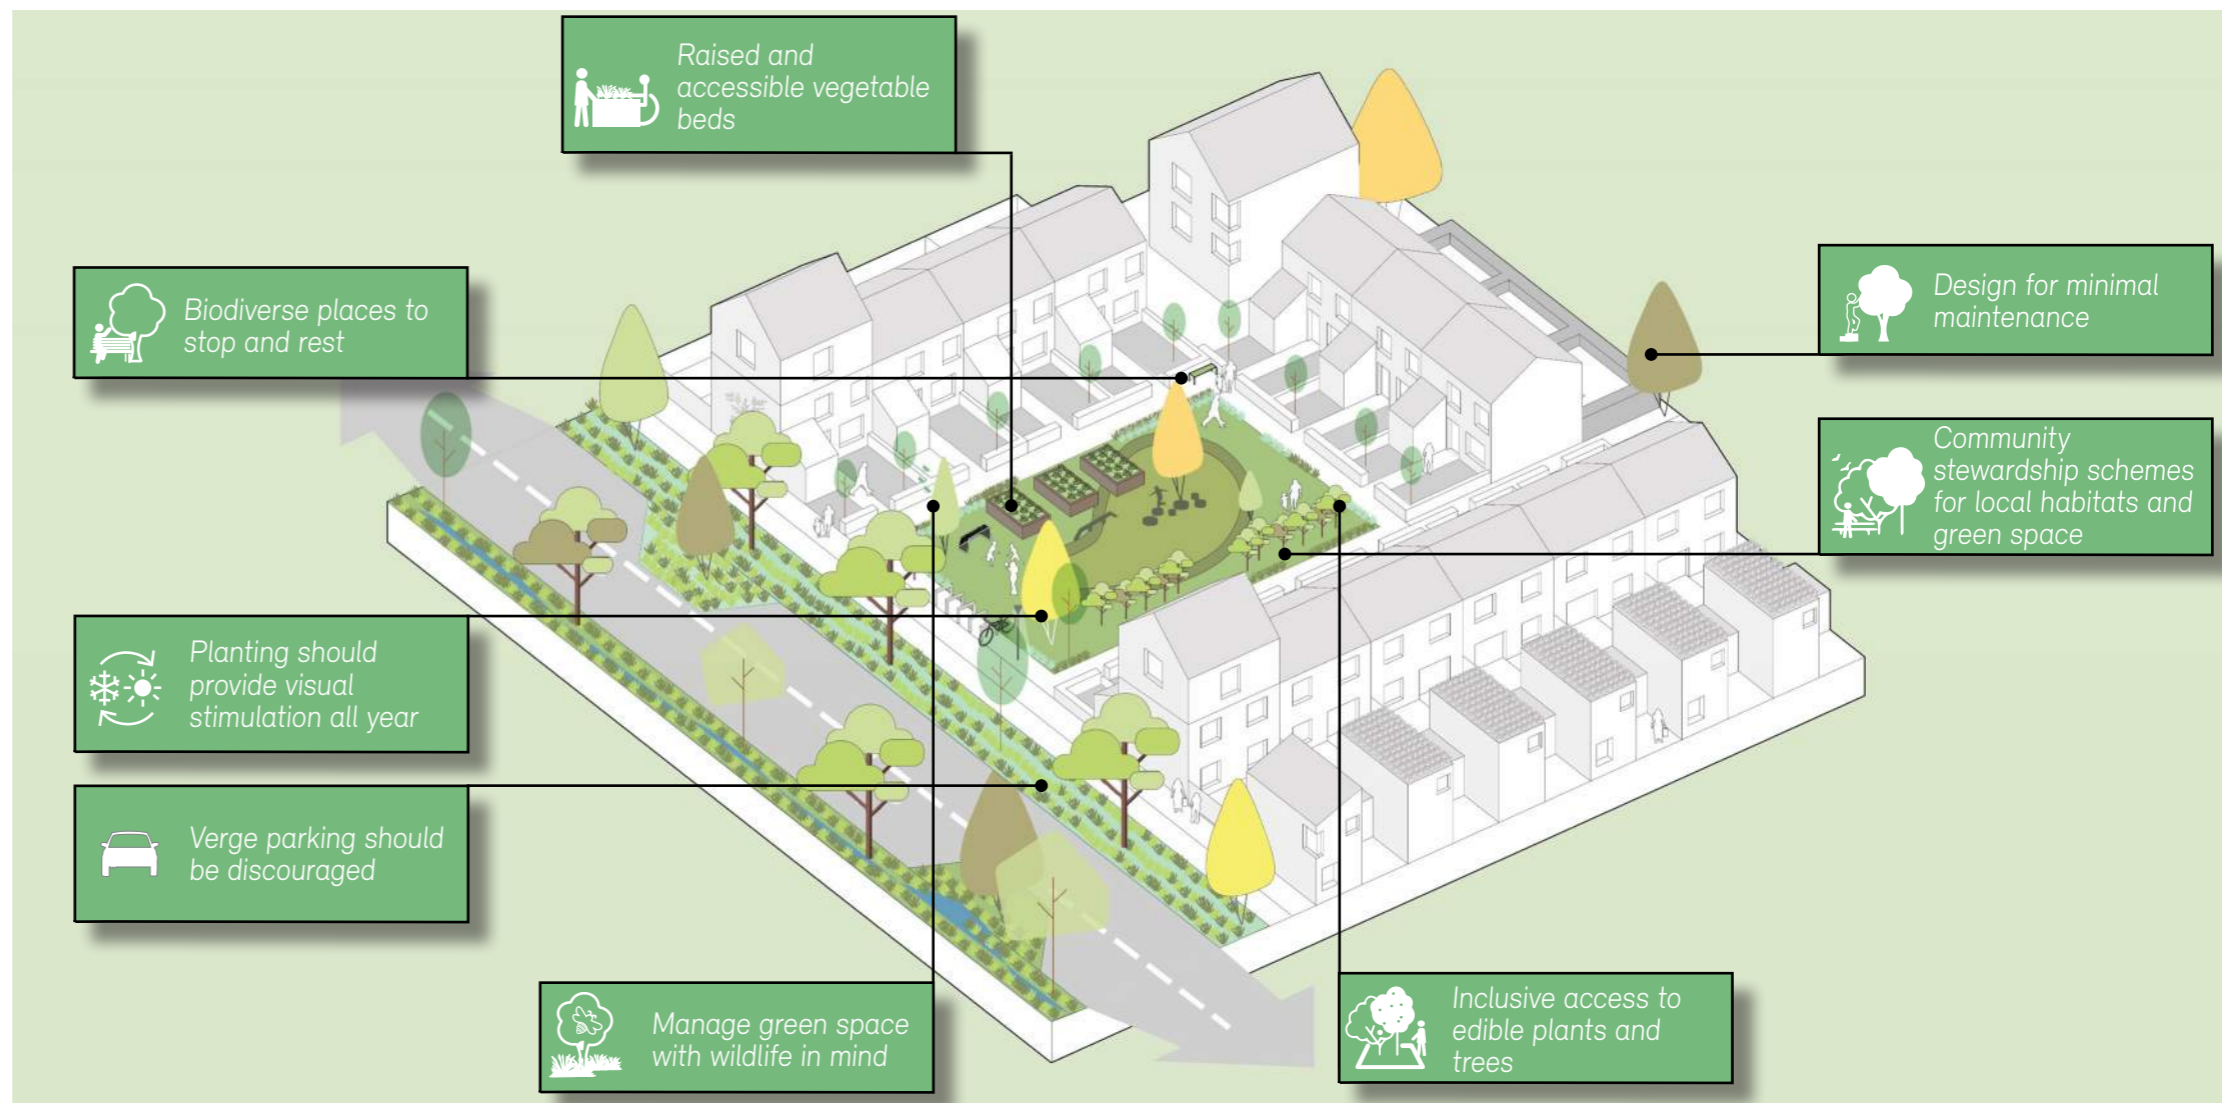 Raised and
accessible vegetable
beds
Biodiverse places to
stop and rest
Design for minimal
maintenance
Community
stewardship schemes
for local habitats and
green space
Planting should
provide visual
stimulation all year
Verge parking should
be discouraged
Manage green space
with wildlife in mind
Inclusive access to
edible plants and
trees